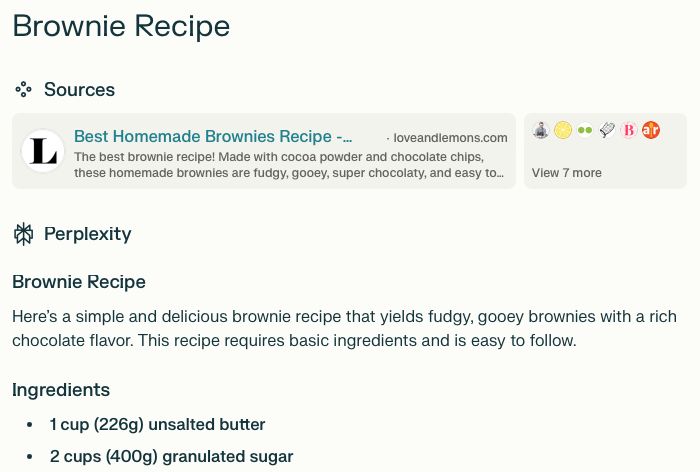 Brownie Recipe
Sources
L
Best Homemade Brownies Recipe -...
· loveandlemons.com
The best brownie recipe! Made with cocoa powder and chocolate chips,
these homemade brownies are fudgy, gooey, super chocolaty, and easy to...
B
ar
View 7 more
Perplexity
Brownie Recipe
Here's a simple and delicious brownie recipe that yields fudgy, gooey brownies with a rich
chocolate flavor. This recipe requires basic ingredients and is easy to follow.
Ingredients
• 1 cup (226g) unsalted butter
• 2 cups (400g) granulated sugar